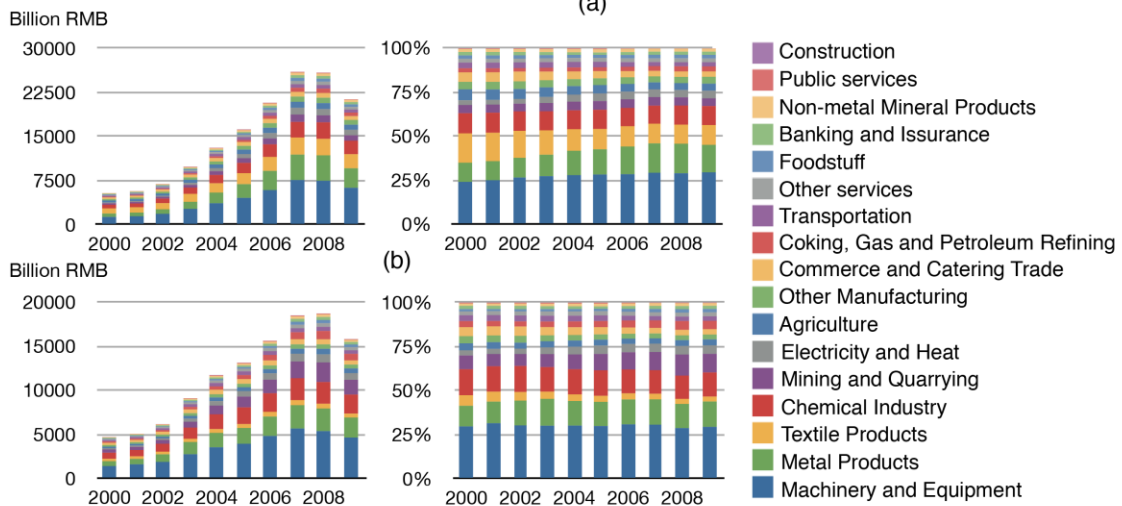 (a)
Billion RMB
30000
22500
15000
7500
0
2000 2002 2004 2006 2008
100%
75%
50%
25%
0%
2000 2002 2004 2006 2008
(b)
Billion RMB
20000
15000
10000
5000
0
2000 2002 2004 2006 2008
100%
75%
50%
25%
0%
2000 2002 2004 2006 2008
Construction
Public services
Non-metal Mineral Products
Banking and Issurance
Foodstuff
Other services
Transportation
Coking, Gas and Petroleum Refining
Commerce and Catering Trade
Other Manufacturing
Agriculture
Electricity and Heat
Mining and Quarrying
Chemical Industry
Textile Products
Metal Products
Machinery and Equipment